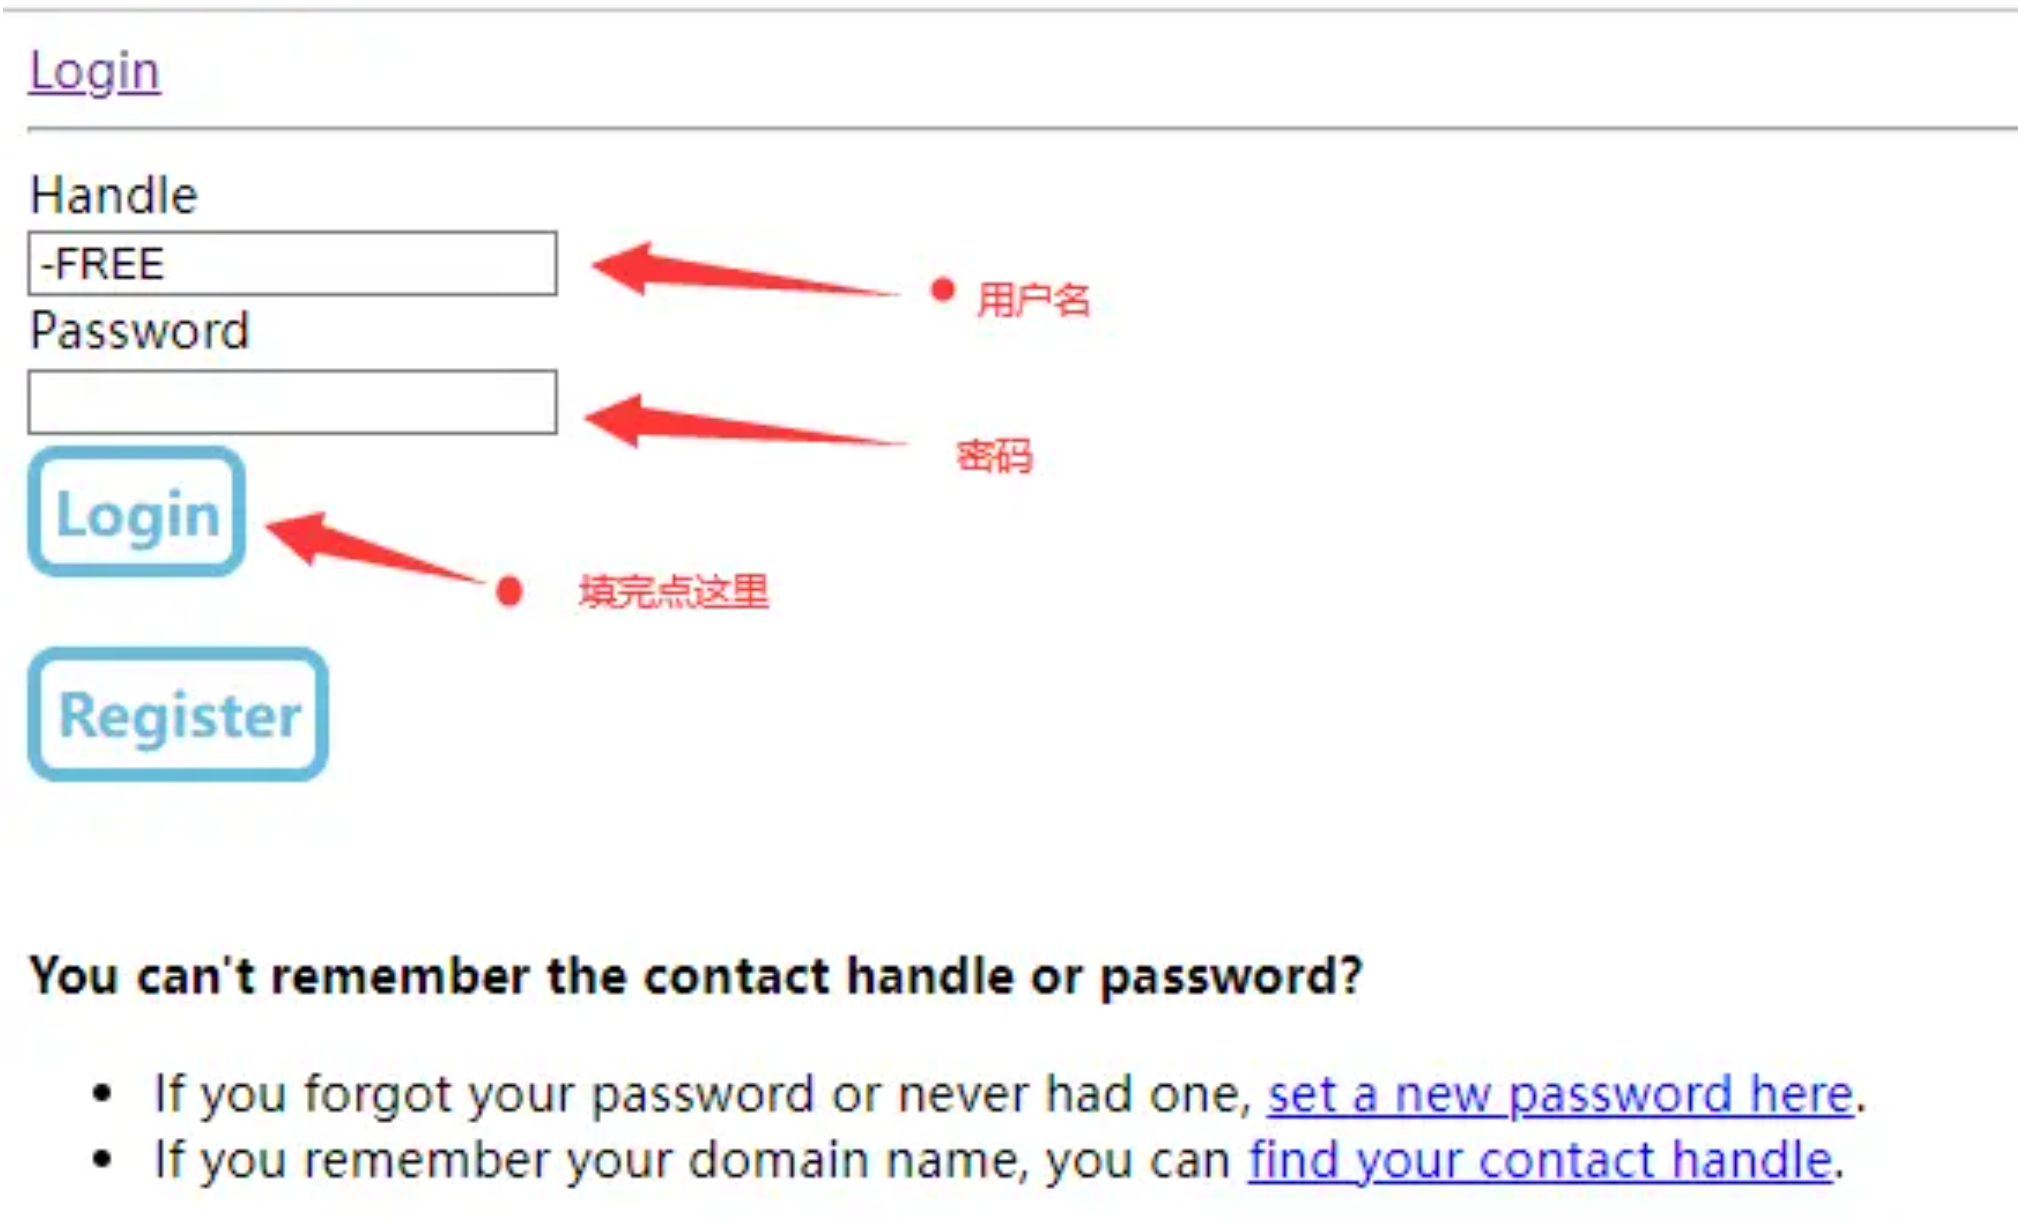 Login
Handle
-FREE
用户名
Password
密码
Login
填完点这里
Register
You can't remember the contact handle or password?
If you forgot your password or never had one, set a new password here.
If you remember your domain name, you can find your contact handle.